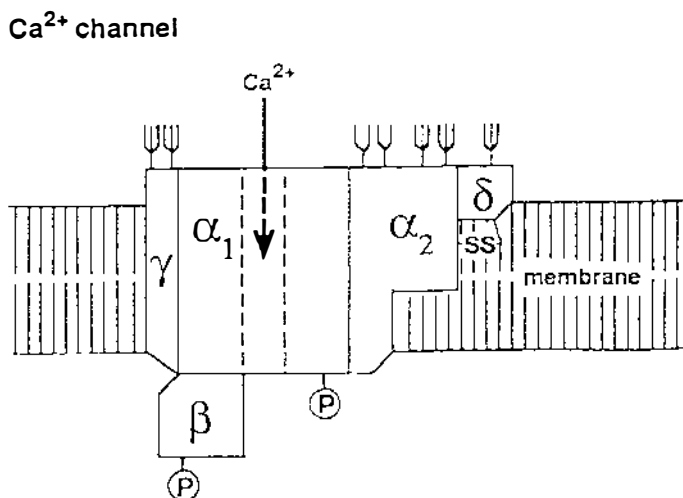 Ca²⁺ channel
Ca²⁺
γ α₁ α₂ δ
ss
membrane
β
P
P